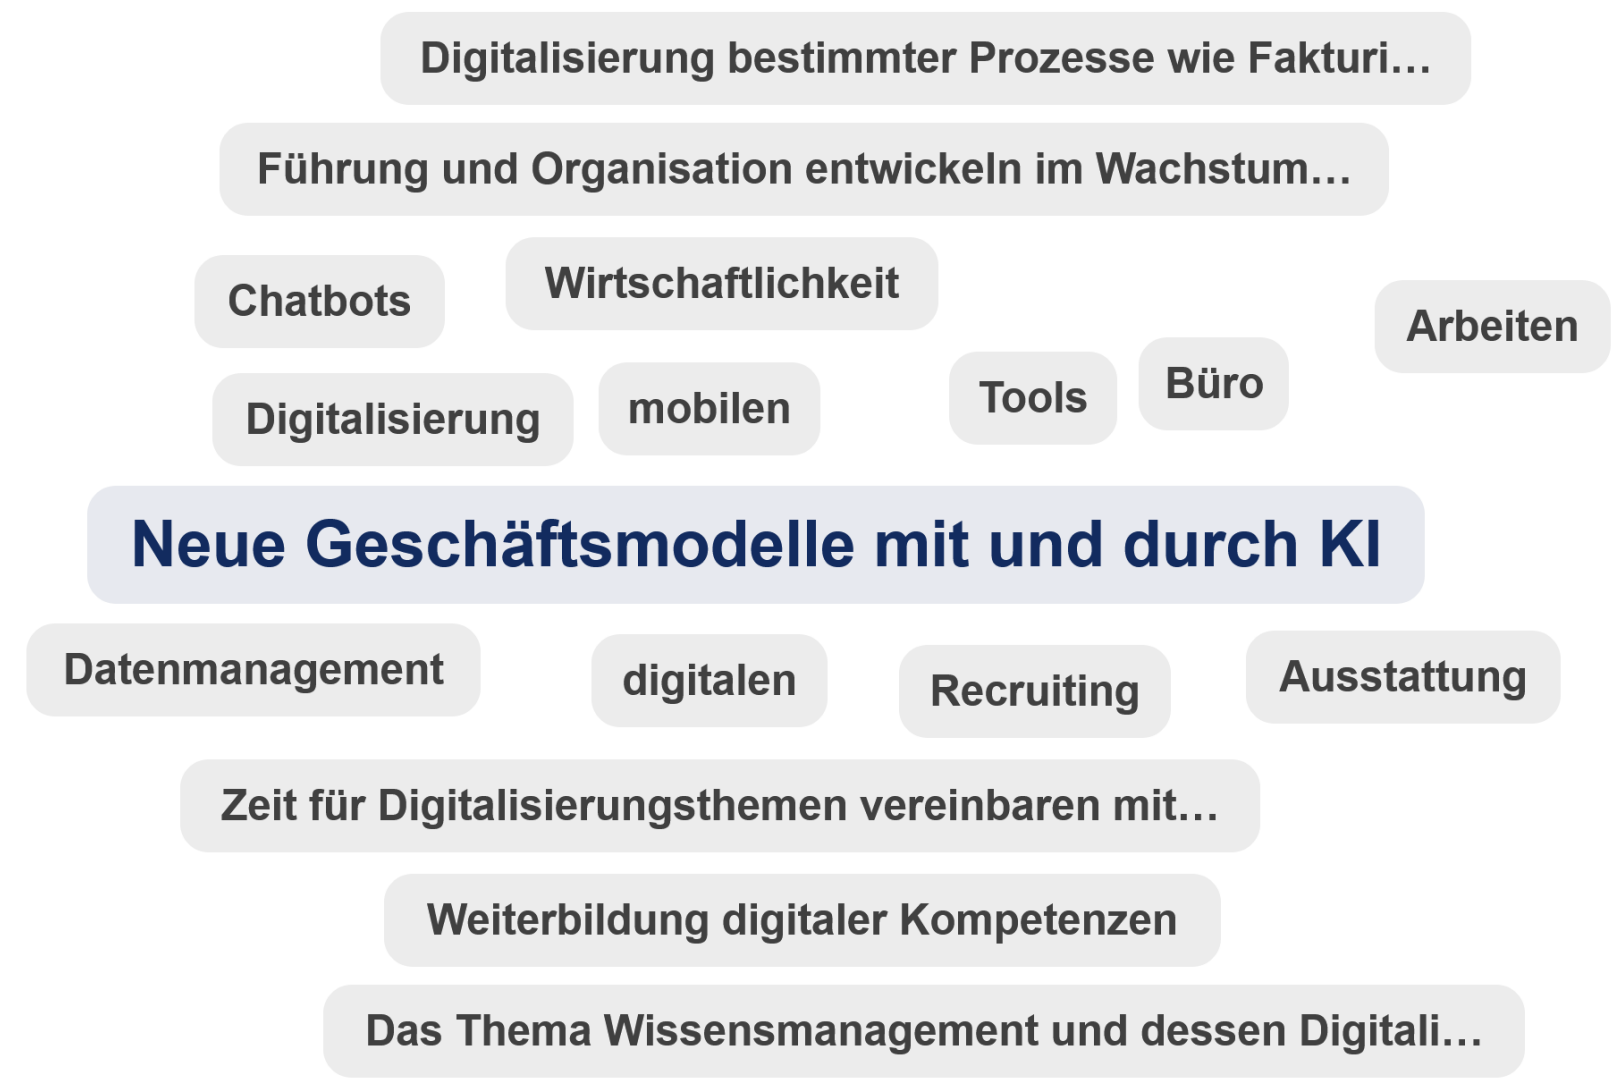 Digitalisierung bestimmter Prozesse wie Fakturi…
Führung und Organisation entwickeln im Wachstum…
Chatbots
Wirtschaftlichkeit
Arbeiten
Digitalisierung
mobilen
Tools
Büro
Neue Geschäftsmodelle mit und durch KI
Datenmanagement
digitalen
Recruiting
Ausstattung
Zeit für Digitalisierungsthemen vereinbaren mit…
Weiterbildung digitaler Kompetenzen
Das Thema Wissensmanagement und dessen Digitali…